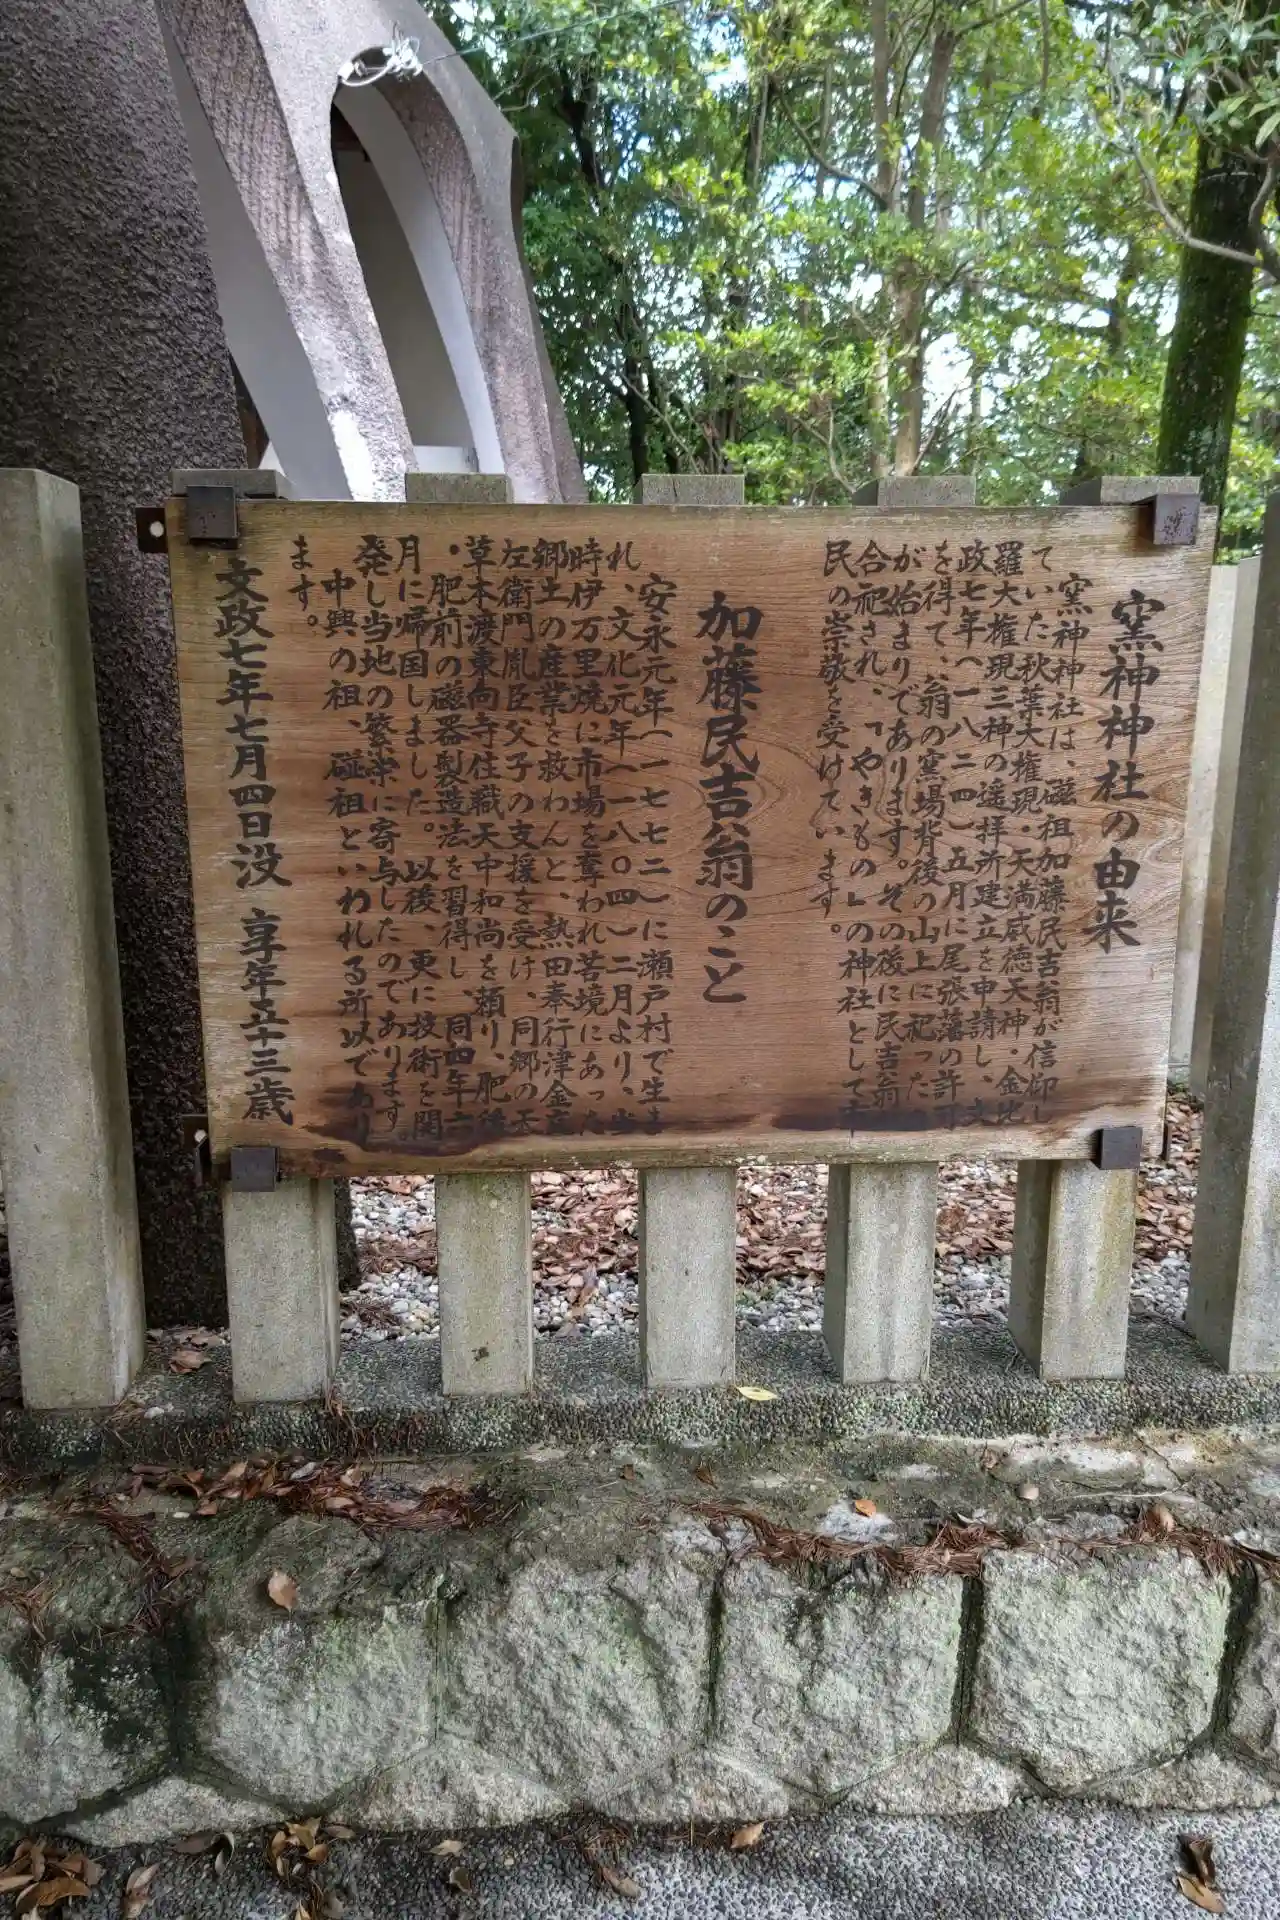 窯神神社の由来
窯神神社は、磁祖加藤民吉翁が信仰し
ていた秋葉大権現・天満威徳天神・金比
羅大権現三神の遥拝所建立を申請し、文
政七年(一八二四)五月に尾張藩の許可
を得て、翁の窯場背後の山上に祀った
が始まりであります。その後に民吉翁
合祀され、「やきもの」の神社として市
民の崇敬を受けています。
加藤民吉翁のこと
安永元年(一七七二)に瀬戸村で生ま
れ、文化元年(一八〇四)二月より、当
時伊万里焼に市場を奪われ苦境にあった
郷土の産業を救わんと、熱田奉行津金庄
左衛門胤臣父子の支援を受け、同郷の天
草本渡東向寺住職天中和尚を頼り、肥後
・肥前の磁器製造法を習得し、同四年六
月に帰国しました。以後、更に技術を開
発し当地の繁栄に寄与したのであります。
中興の祖、磁祖といわれる所以であり
ます。
文政七年七月四日没 享年五十三歳